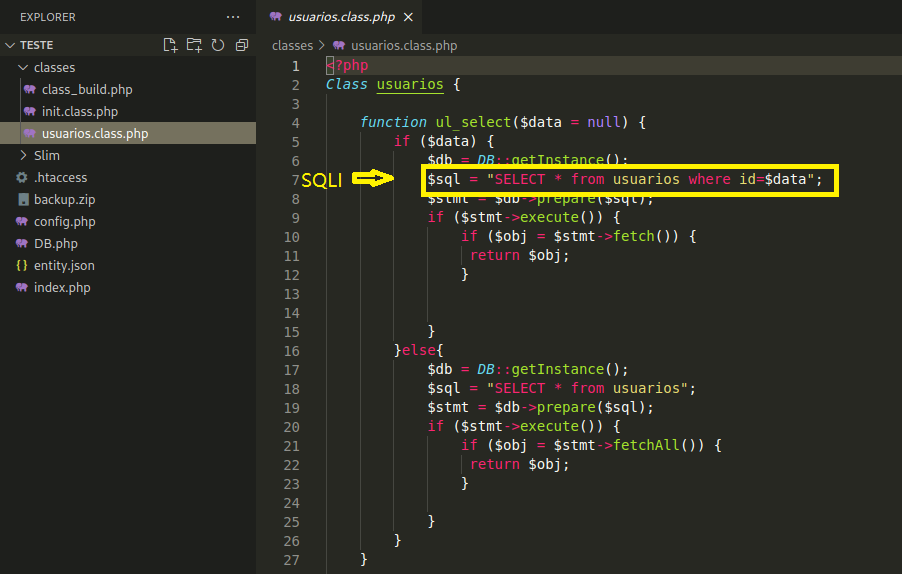 EXPLORER ...
TESTE
classes
class_build.php
init.class.php
usuarios.class.php
Slim
.htaccess
backup.zip
config.php
DB.php
{} entity.json
index.php
usuarios.class.php ×
classes > usuarios.class.php
1 <?php
2 Class usuarios {
3
4 function ul_select($data = null) {
5 if ($data) {
6 $db = DB::getInstance();
SQLI
7 $sql = "SELECT * from usuarios where id=$data";
8 $stmt = $db->prepare($sql);
9 if ($stmt->execute()) {
10 if ($obj = $stmt->fetch()) {
11 return $obj;
12 }
13
14
15 }
16 }else{
17 $db = DB::getInstance();
18 $sql = "SELECT * from usuarios";
19 $stmt = $db->prepare($sql);
20 if ($stmt->execute()) {
21 if ($obj = $stmt->fetchAll()) {
22 return $obj;
23 }
24
25 }
26 }
27 }